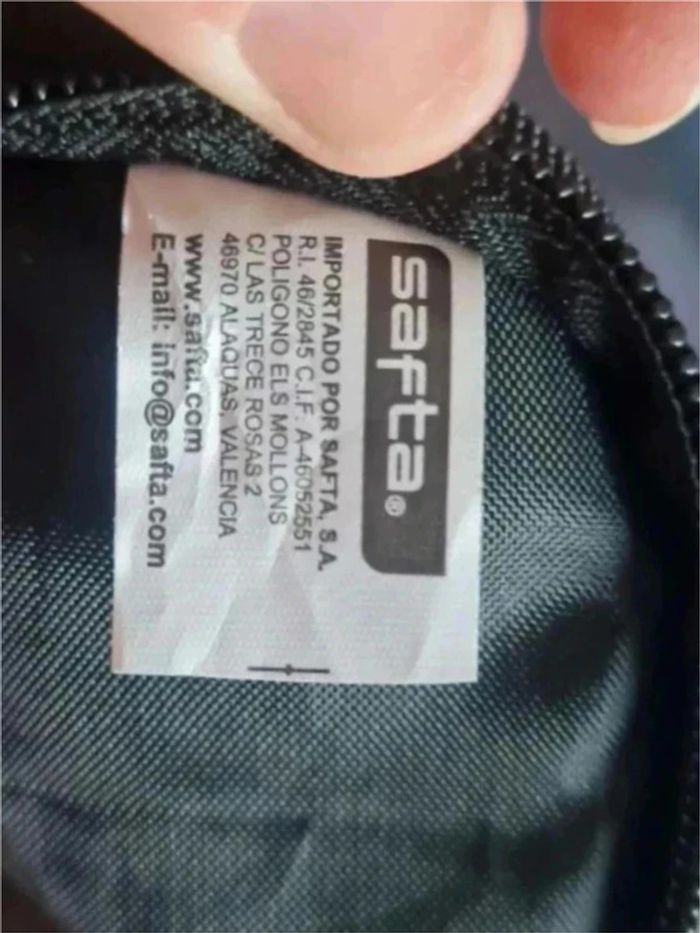 safta®
IMPORTADO POR SAFTA, S.A.
R.I. 46/2845 C.I.F. A-46052551
POLIGONO ELS MOLLONS
C/ LAS TRECE ROSAS 2
46970 ALAQUAS, VALENCIA
www.safta.com
E-mail: info@safta.com